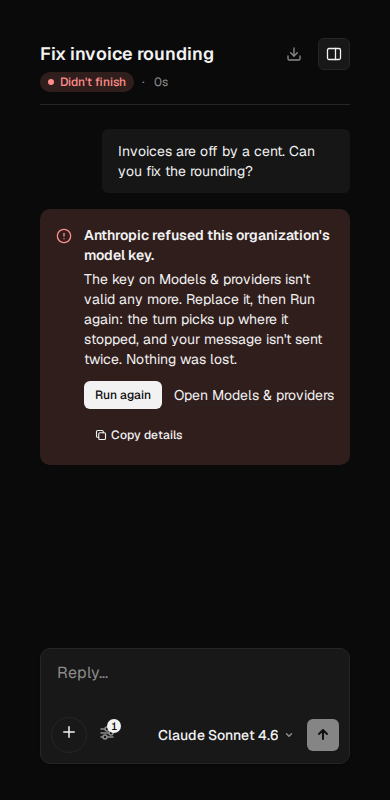 Fix invoice rounding
Didn't finish · 0s
Invoices are off by a cent. Can
you fix the rounding?
Anthropic refused this organization's
model key.
The key on Models & providers isn't
valid any more. Replace it, then Run
again: the turn picks up where it
stopped, and your message isn't sent
twice. Nothing was lost.
Run again
Open Models & providers
Copy details
Reply...
1
Claude Sonnet 4.6